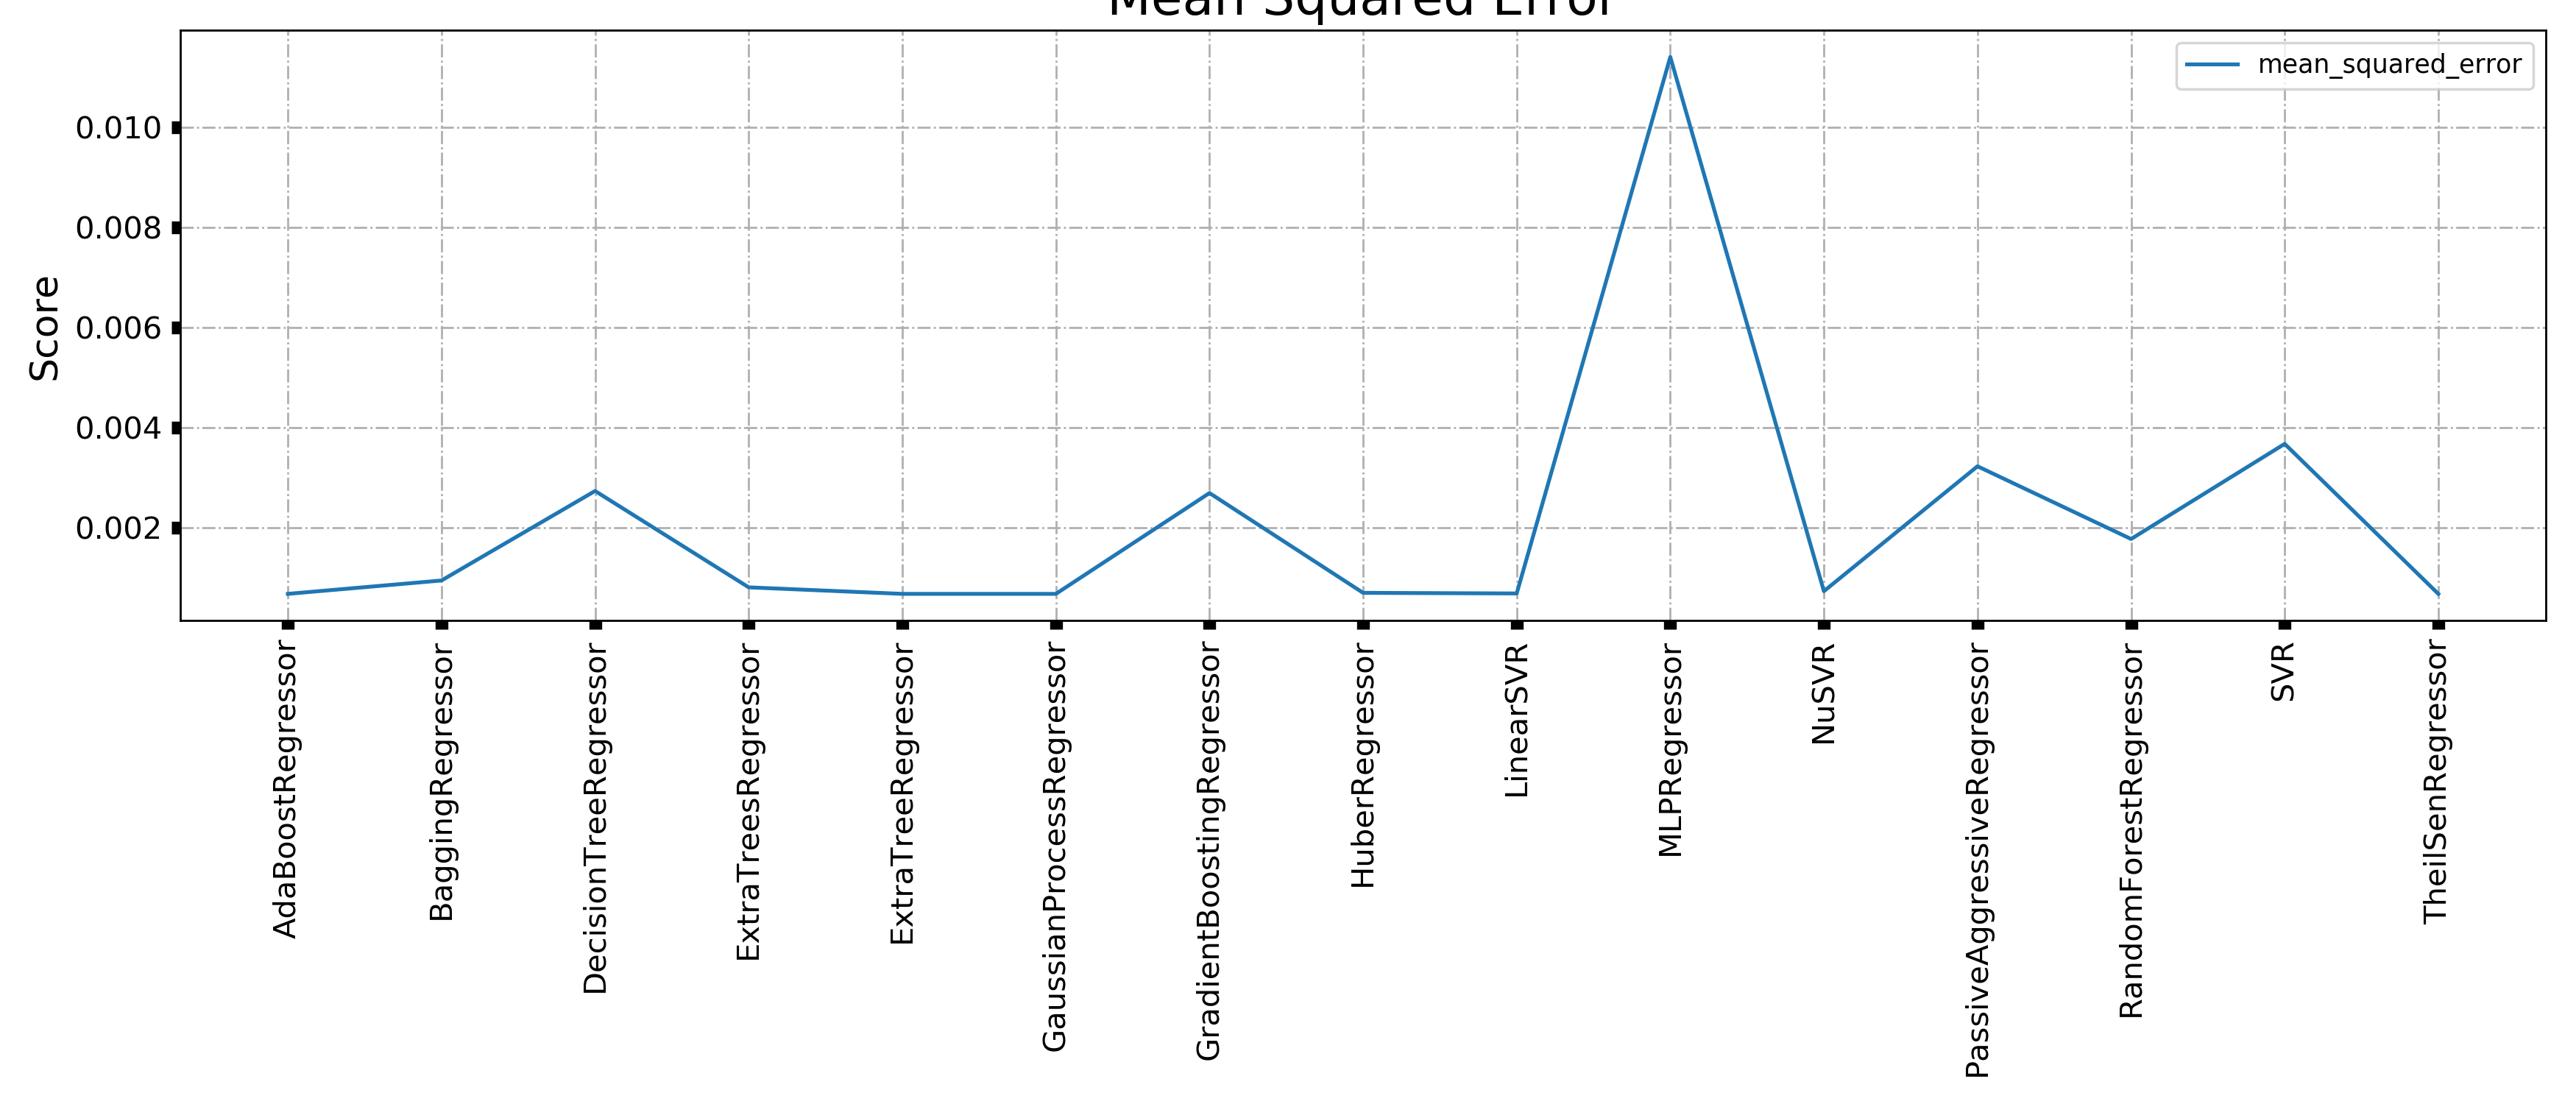 Mean Squared Error
mean_squared_error
Score
0.010
0.008
0.006
0.004
0.002
AdaBoostRegressor
BaggingRegressor
DecisionTreeRegressor
ExtraTreesRegressor
ExtraTreeRegressor
GaussianProcessRegressor
GradientBoostingRegressor
HuberRegressor
LinearSVR
MLPRegressor
NuSVR
PassiveAggressiveRegressor
RandomForestRegressor
SVR
TheilSenRegressor